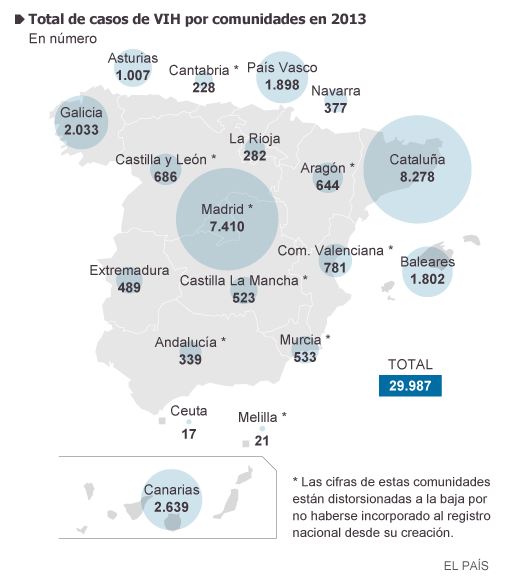 Total de casos de VIH por comunidades en 2013
En número
Asturias
1.007
Cantabria *
228
País Vasco
1.898
Navarra
377
Galicia
2.033
La Rioja
282
Castilla y León *
686
Aragón *
644
Cataluña
8.278
Madrid *
7.410
Com. Valenciana *
781
Baleares
1.802
Extremadura
489
Castilla La Mancha *
523
Andalucía *
339
Murcia *
533
TOTAL
29.987
Ceuta
17
Melilla *
21
Canarias
2.639
* Las cifras de estas comunidades
están distorsionadas a la baja por
no haberse incorporado al registro
nacional desde su creación.
EL PAÍS